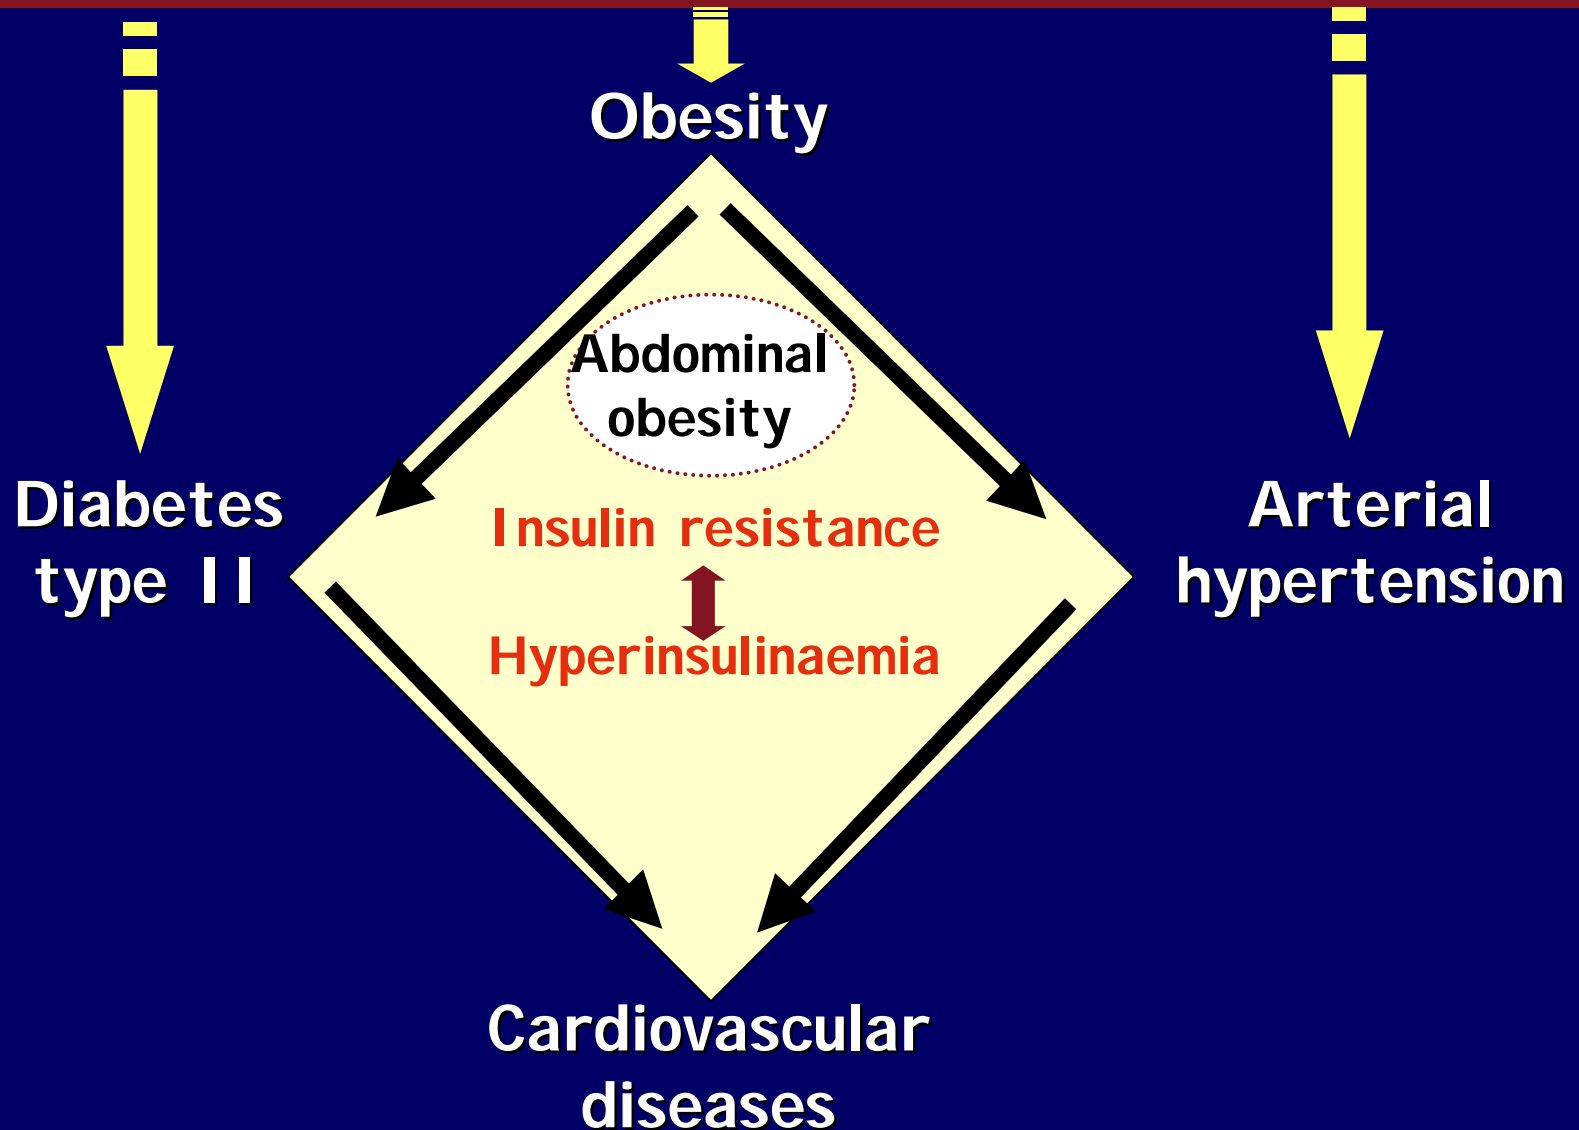 Obesity
Abdominal
obesity
Diabetes
type II
Insulin resistance
Arterial
hypertension
Hyperinsulinaemia
Cardiovascular
diseases